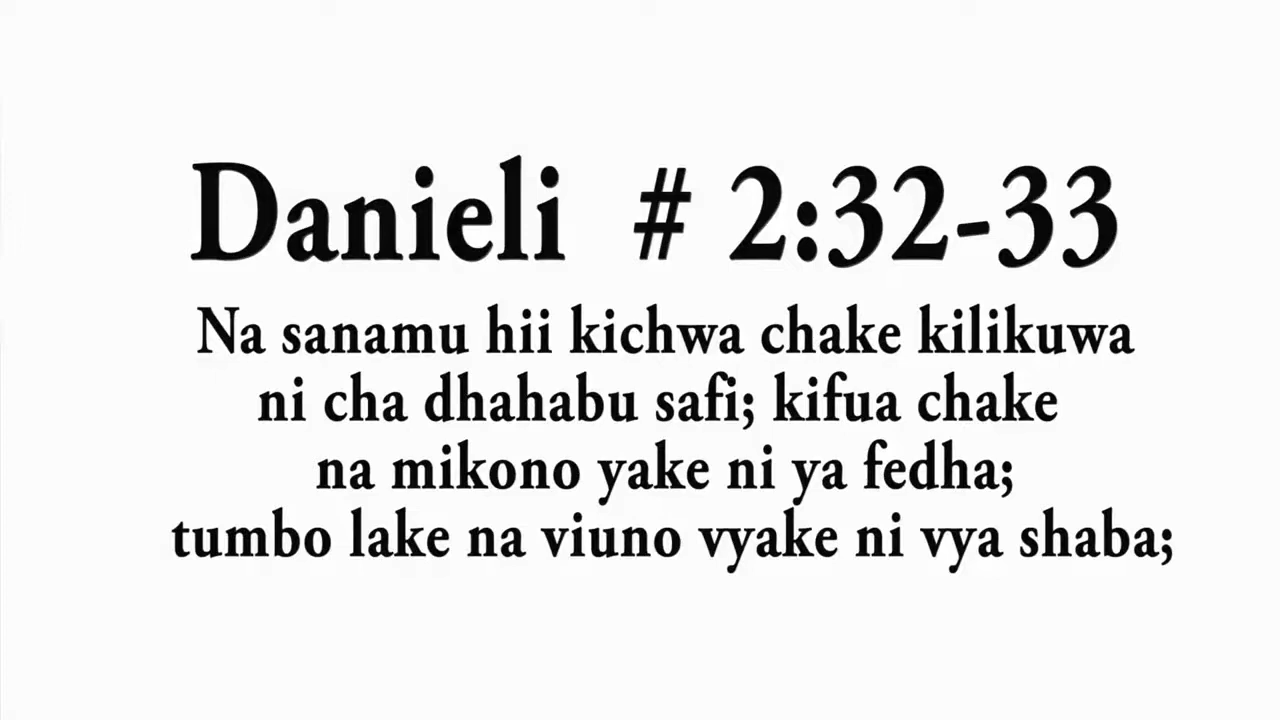 Danieli # 2:32-33
Na sanamu hii kichwa chake kilikuwa
ni cha dhahabu safi; kifua chake
na mikono yake ni ya fedha;
tumbo lake na viuno vyake ni vya shaba;